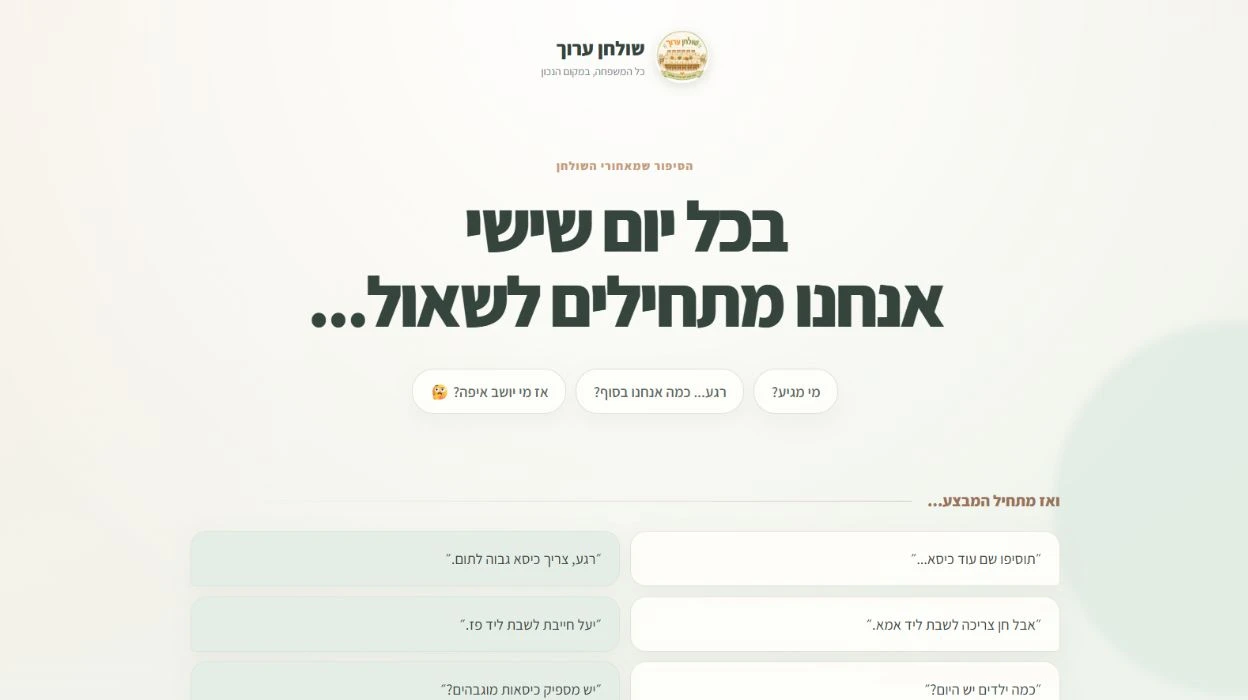 שולחן ערוך
כל המשפחה, במקום הנכון
שולחן ערוך
הסיפור שמאחורי השולחן
בכל יום שישי
אנחנו מתחילים לשאול...
מי מגיע?
רגע... כמה אנחנו בסוף?
אז מי יושב איפה? 🤔
ואז מתחיל המבצע...
״תוסיפו שם עוד כיסא...״
״רגע, צריך כיסא גבוה לתום.״
״אבל חן צריכה לשבת ליד אמא.״
״יעל חייבת לשבת ליד פז.״
״כמה ילדים יש היום?״
״יש מספיק כיסאות מוגבהים?״